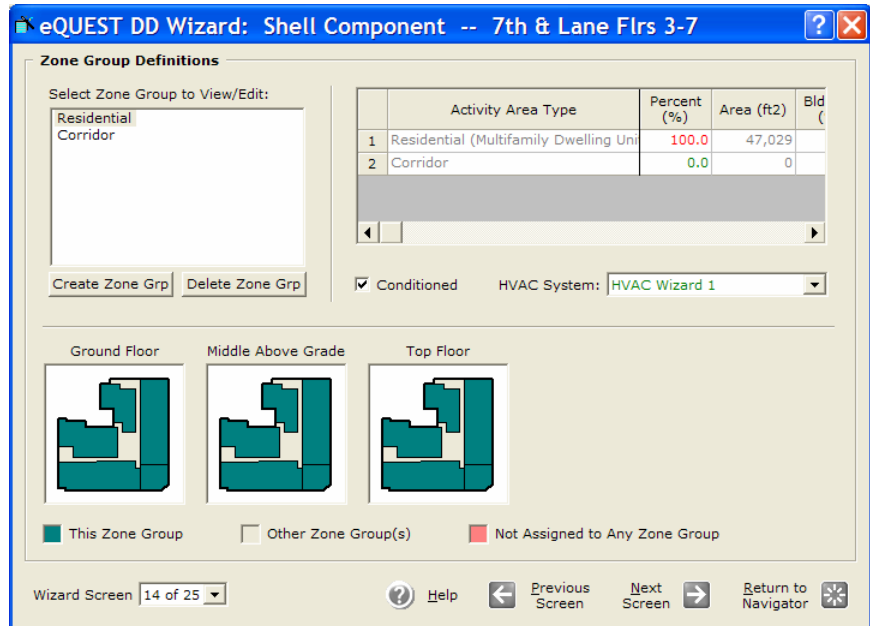 eQUEST DD Wizard: Shell Component -- 7th & Lane Flrs 3-7
Zone Group Definitions
Select Zone Group to View/Edit:
Residential
Corridor
Create Zone Grp Delete Zone Grp
Activity Area Type Percent (%) Area (ft2) Bld (
1 Residential (Multifamily Dwelling Uni 100.0 47,029
2 Corridor 0.0 0
Conditioned HVAC System: HVAC Wizard 1
Ground Floor Middle Above Grade Top Floor
This Zone Group Other Zone Group(s) Not Assigned to Any Zone Group
Wizard Screen 14 of 25 ? Help Previous Screen Next Screen Return to Navigator